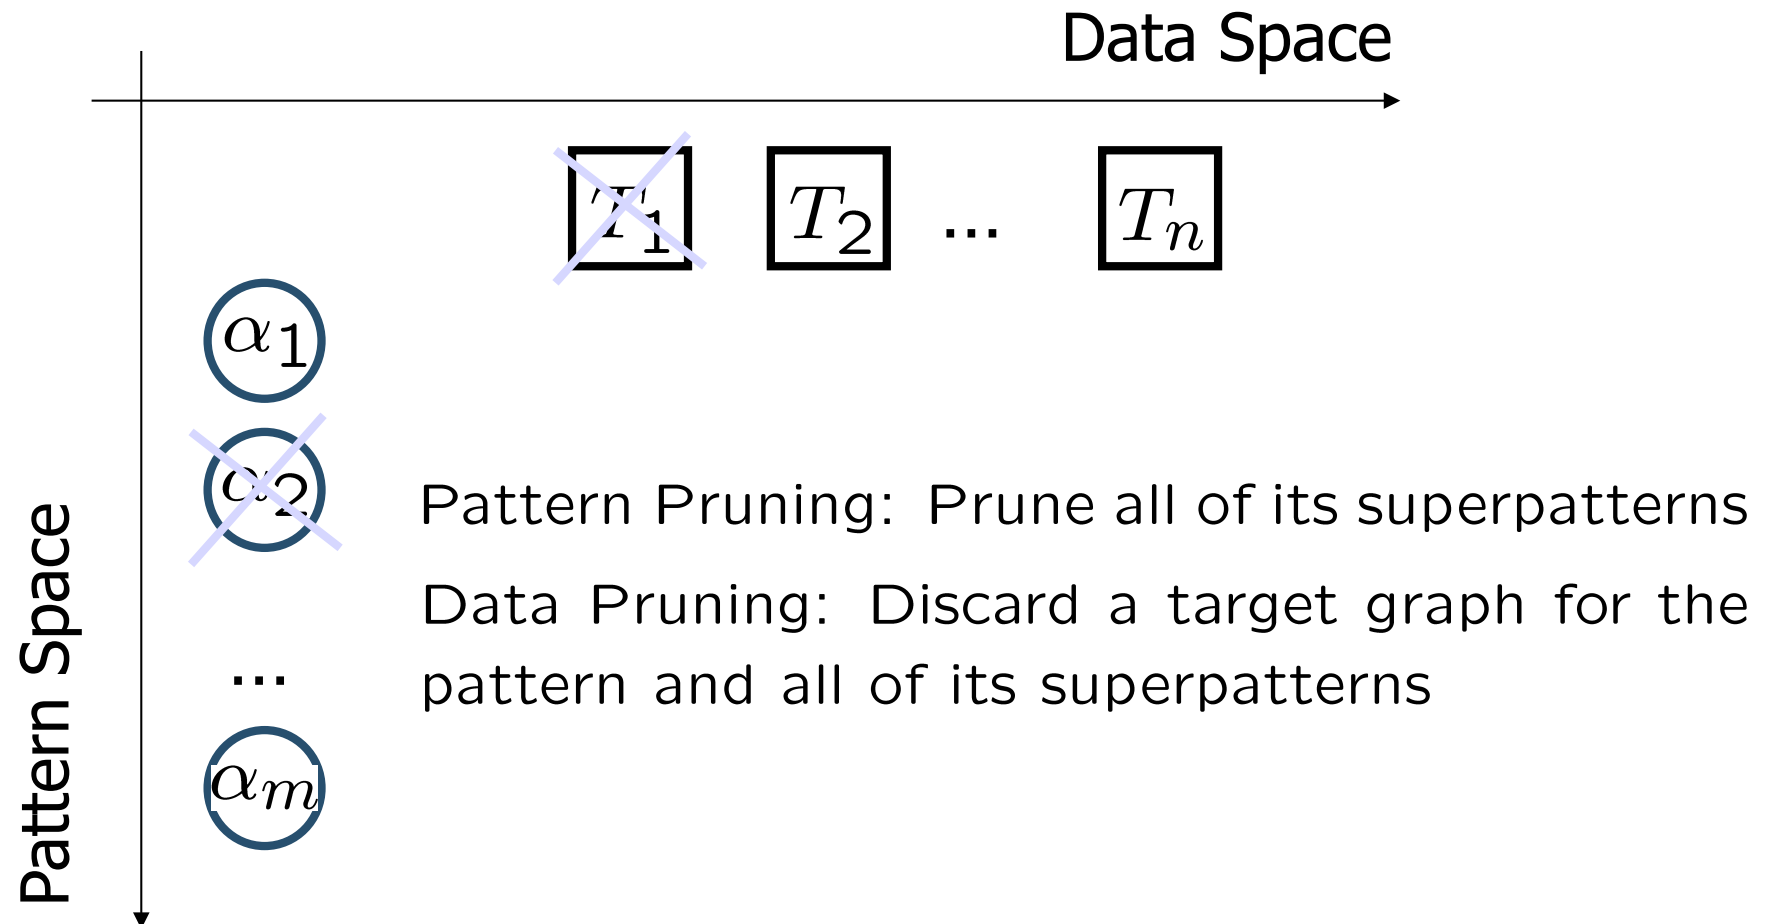 Data Space
T₁ T₂ ... Tₙ
α₁
α₂
Pattern Pruning: Prune all of its superpatterns
Data Pruning: Discard a target graph for the
pattern and all of its superpatterns
...
αₘ
Pattern Space